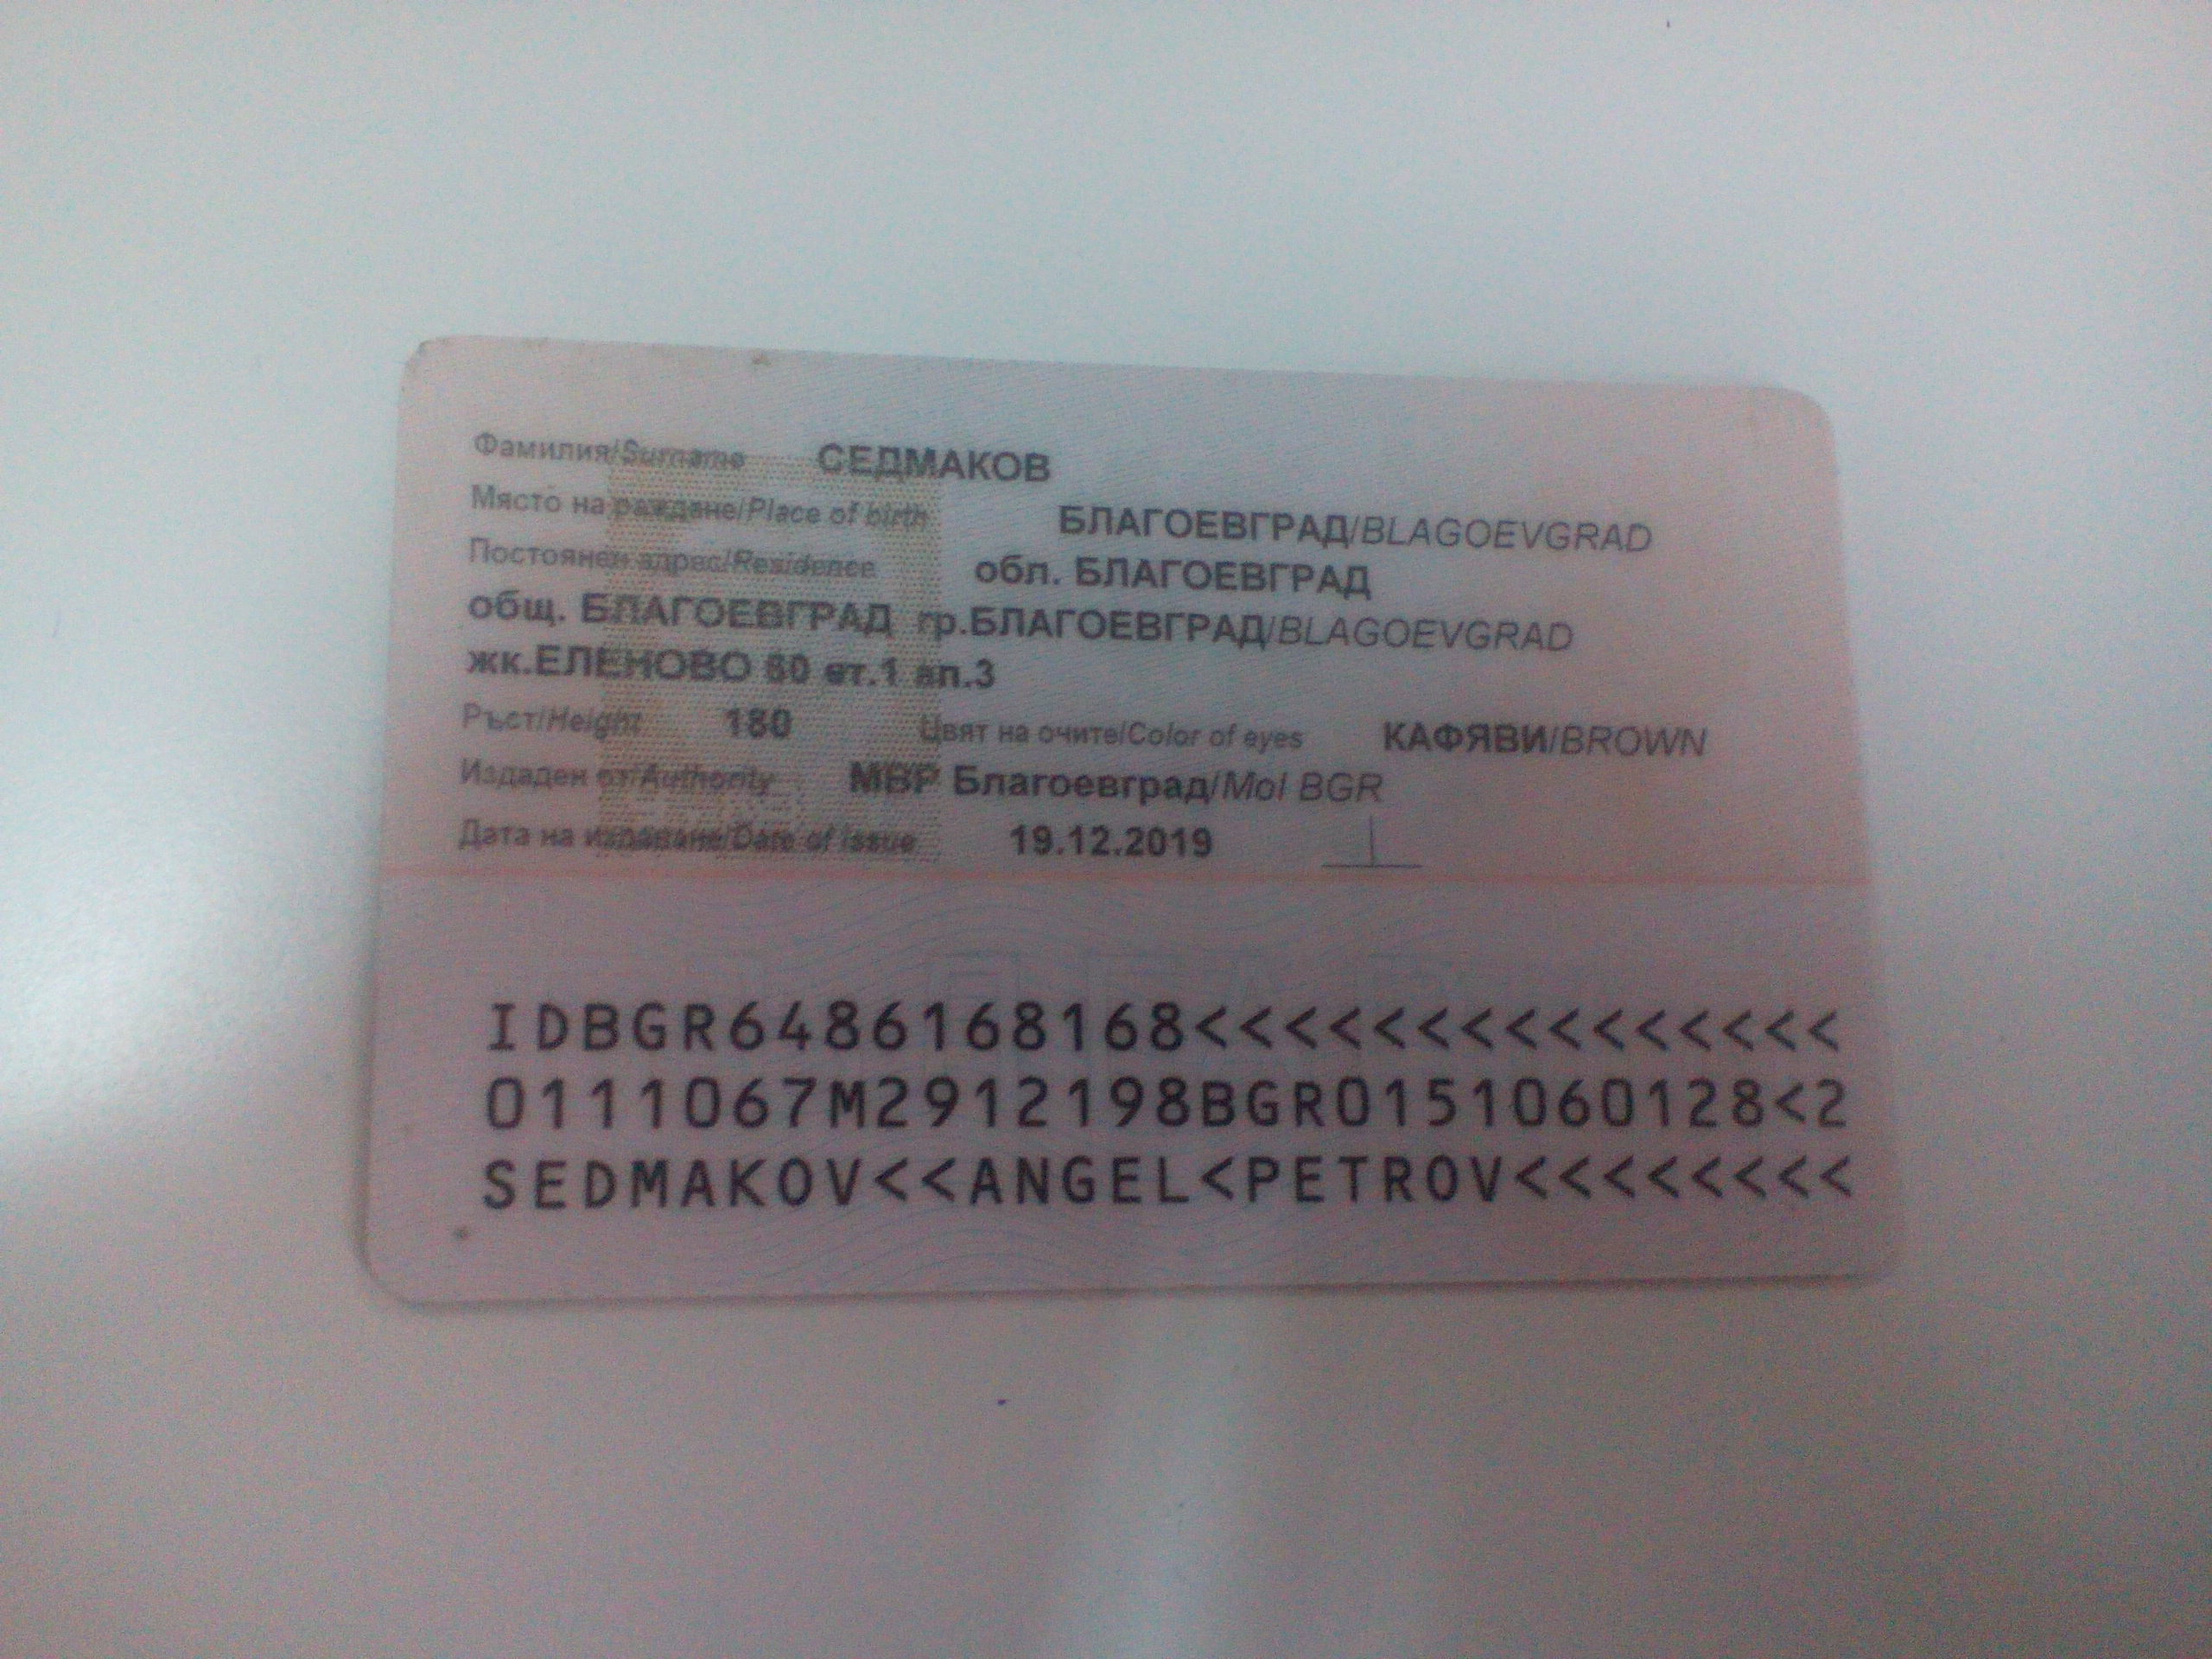 Фамилия/Surname СЕДМАКОВ
Място на раждане/Place of birth БЛАГОЕВГРАД/BLAGOEVGRAD
Постоянен адрес/Residence обл. БЛАГОЕВГРАД
общ. БЛАГОЕВГРАД гр.БЛАГОЕВГРАД/BLAGOEVGRAD
жк.ЕЛЕНОВО ет.1 ап.3
Ръст/Height 180 Цвят на очите/Color of eyes КАФЯВИ/BROWN
Издаден от/Authority МВР Благоевград/MoI BGR
Дата на издаване/Date of issue 19.12.2019
IDBGR6486168168<<<<<<<<<<<<<<<
0111067M2912198BGR0151060128<2
SEDMAKOV<<ANGEL<PETROV<<<<<<<<